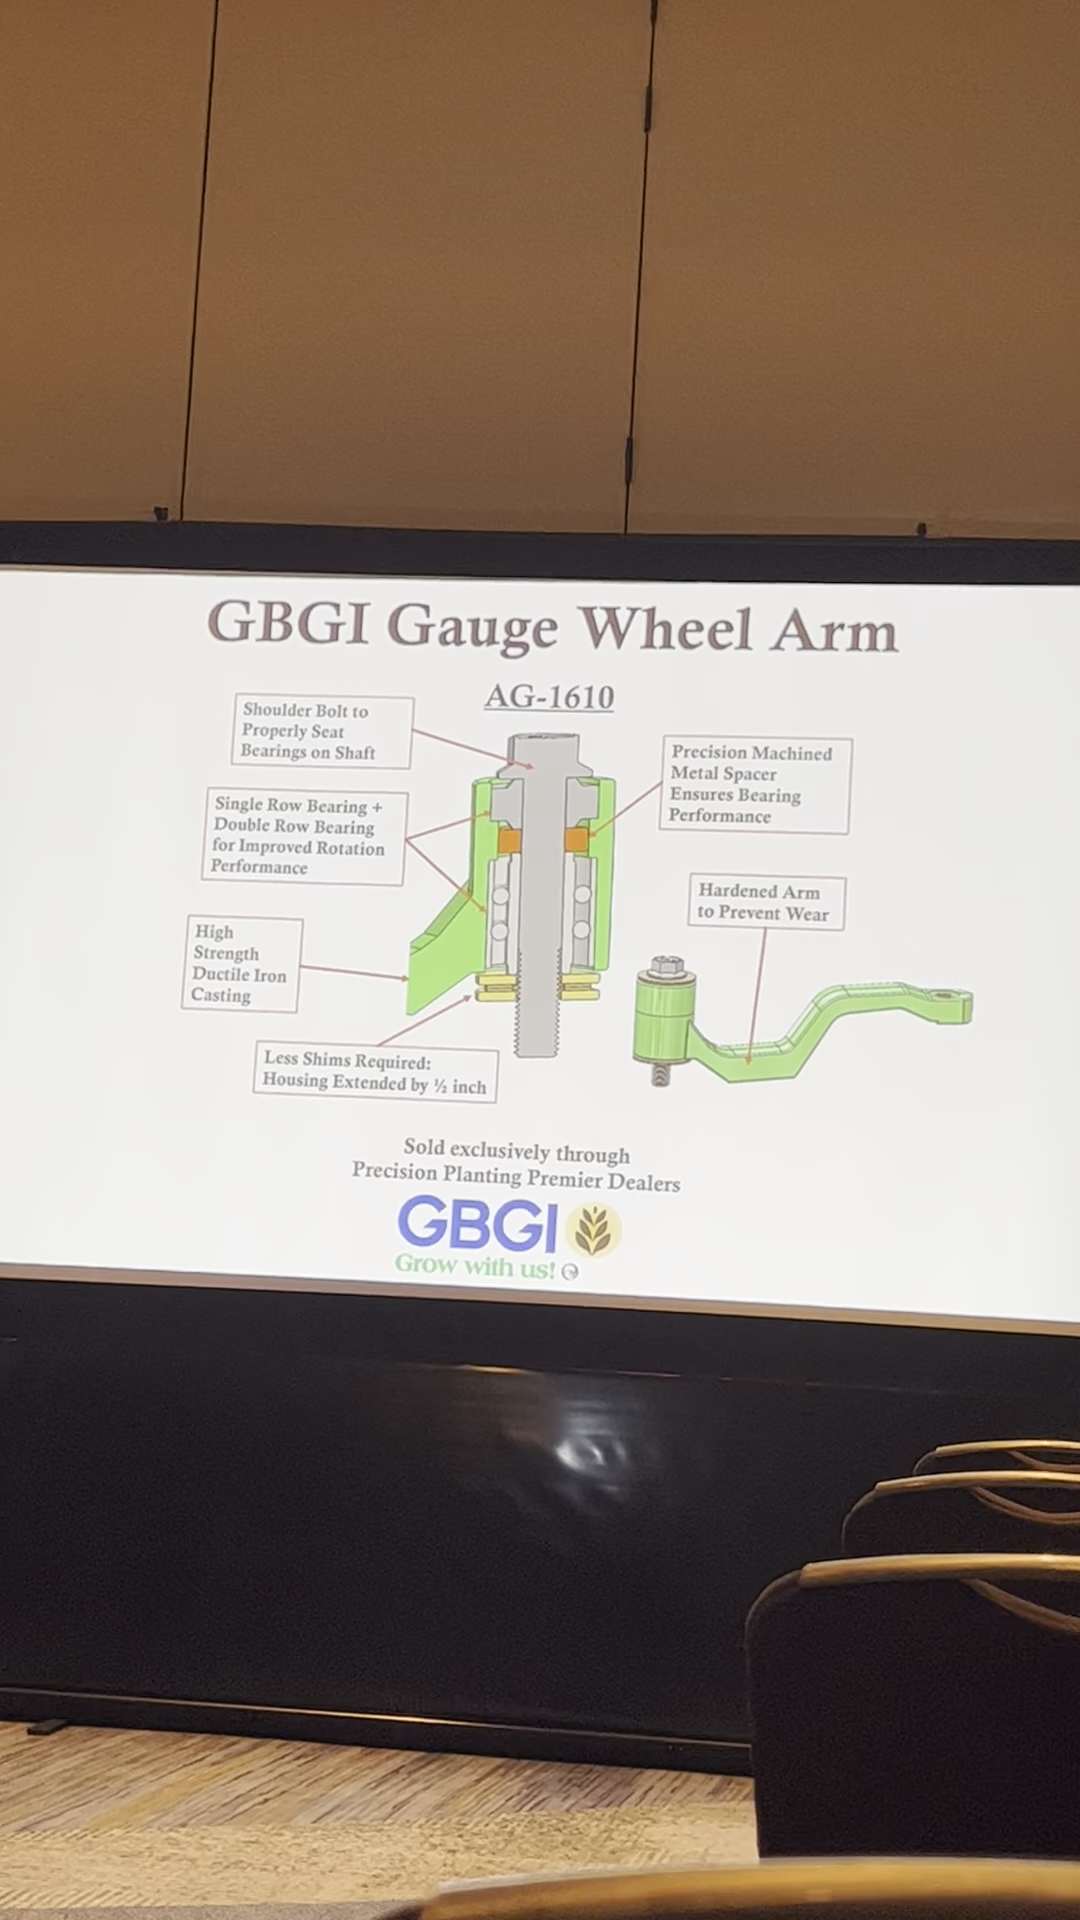 GBGI Gauge Wheel Arm
AG-1610
Shoulder Bolt to
Properly Seat
Bearings on Shaft
Single Row Bearing +
Double Row Bearing
for Improved Rotation
Performance
High
Strength
Ductile Iron
Casting
Less Shims Required:
Housing Extended by ½ inch
Precision Machined
Metal Spacer
Ensures Bearing
Performance
Hardened Arm
to Prevent Wear
Sold exclusively through
Precision Planting Premier Dealers
GBGI
Grow with us!